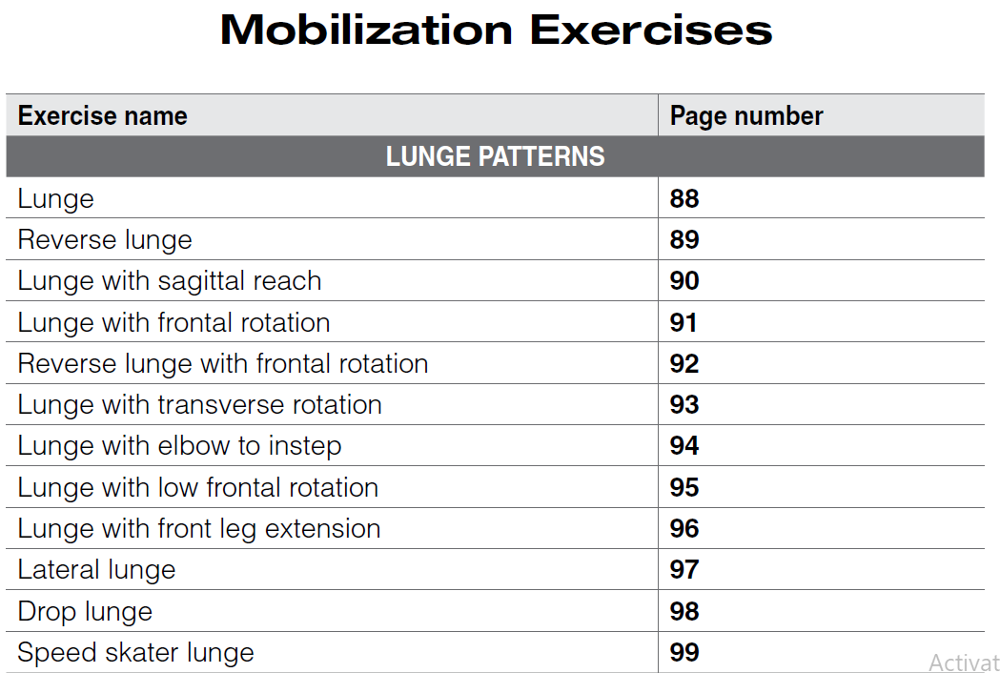 Mobilization Exercises
Exercise name Page number
LUNGE PATTERNS
Lunge 88
Reverse lunge 89
Lunge with sagittal reach 90
Lunge with frontal rotation 91
Reverse lunge with frontal rotation 92
Lunge with transverse rotation 93
Lunge with elbow to instep 94
Lunge with low frontal rotation 95
Lunge with front leg extension 96
Lateral lunge 97
Drop lunge 98
Speed skater lunge 99
Activat